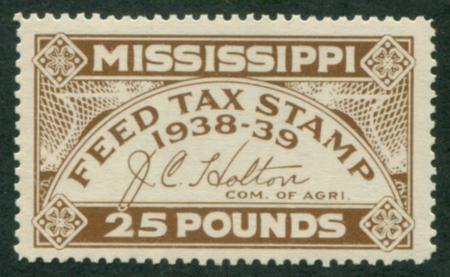 MISSISSIPPI
FEED TAX STAMP
1938-39
J.C. Holton
COM. OF AGRI.
25 POUNDS